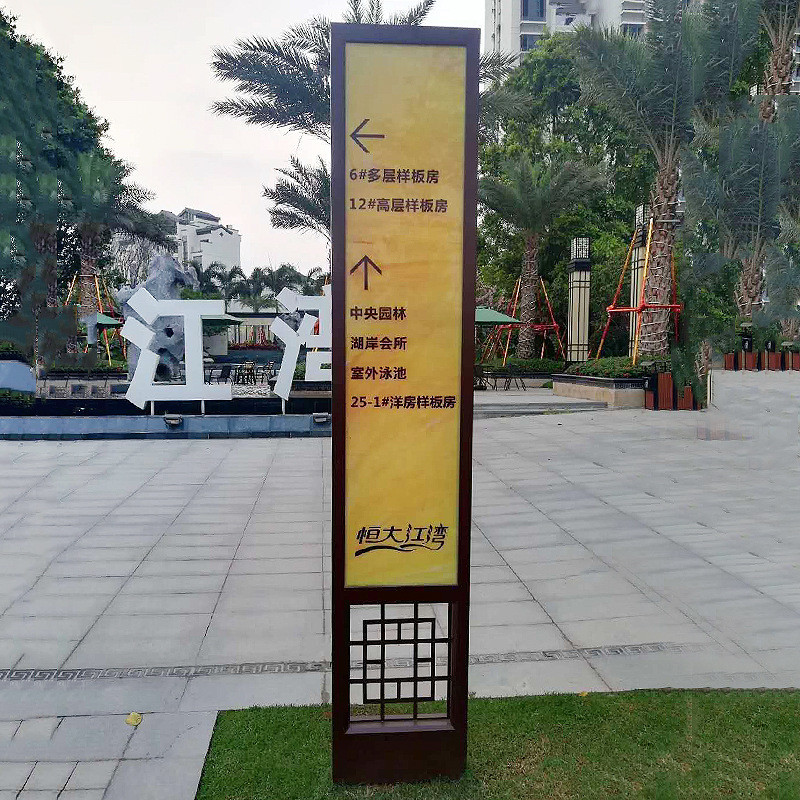 ←
6#多层样板房
12#高层样板房
↑
中央园林
湖岸会所
室外泳池
25-1#洋房样板房
恒大江湾
江